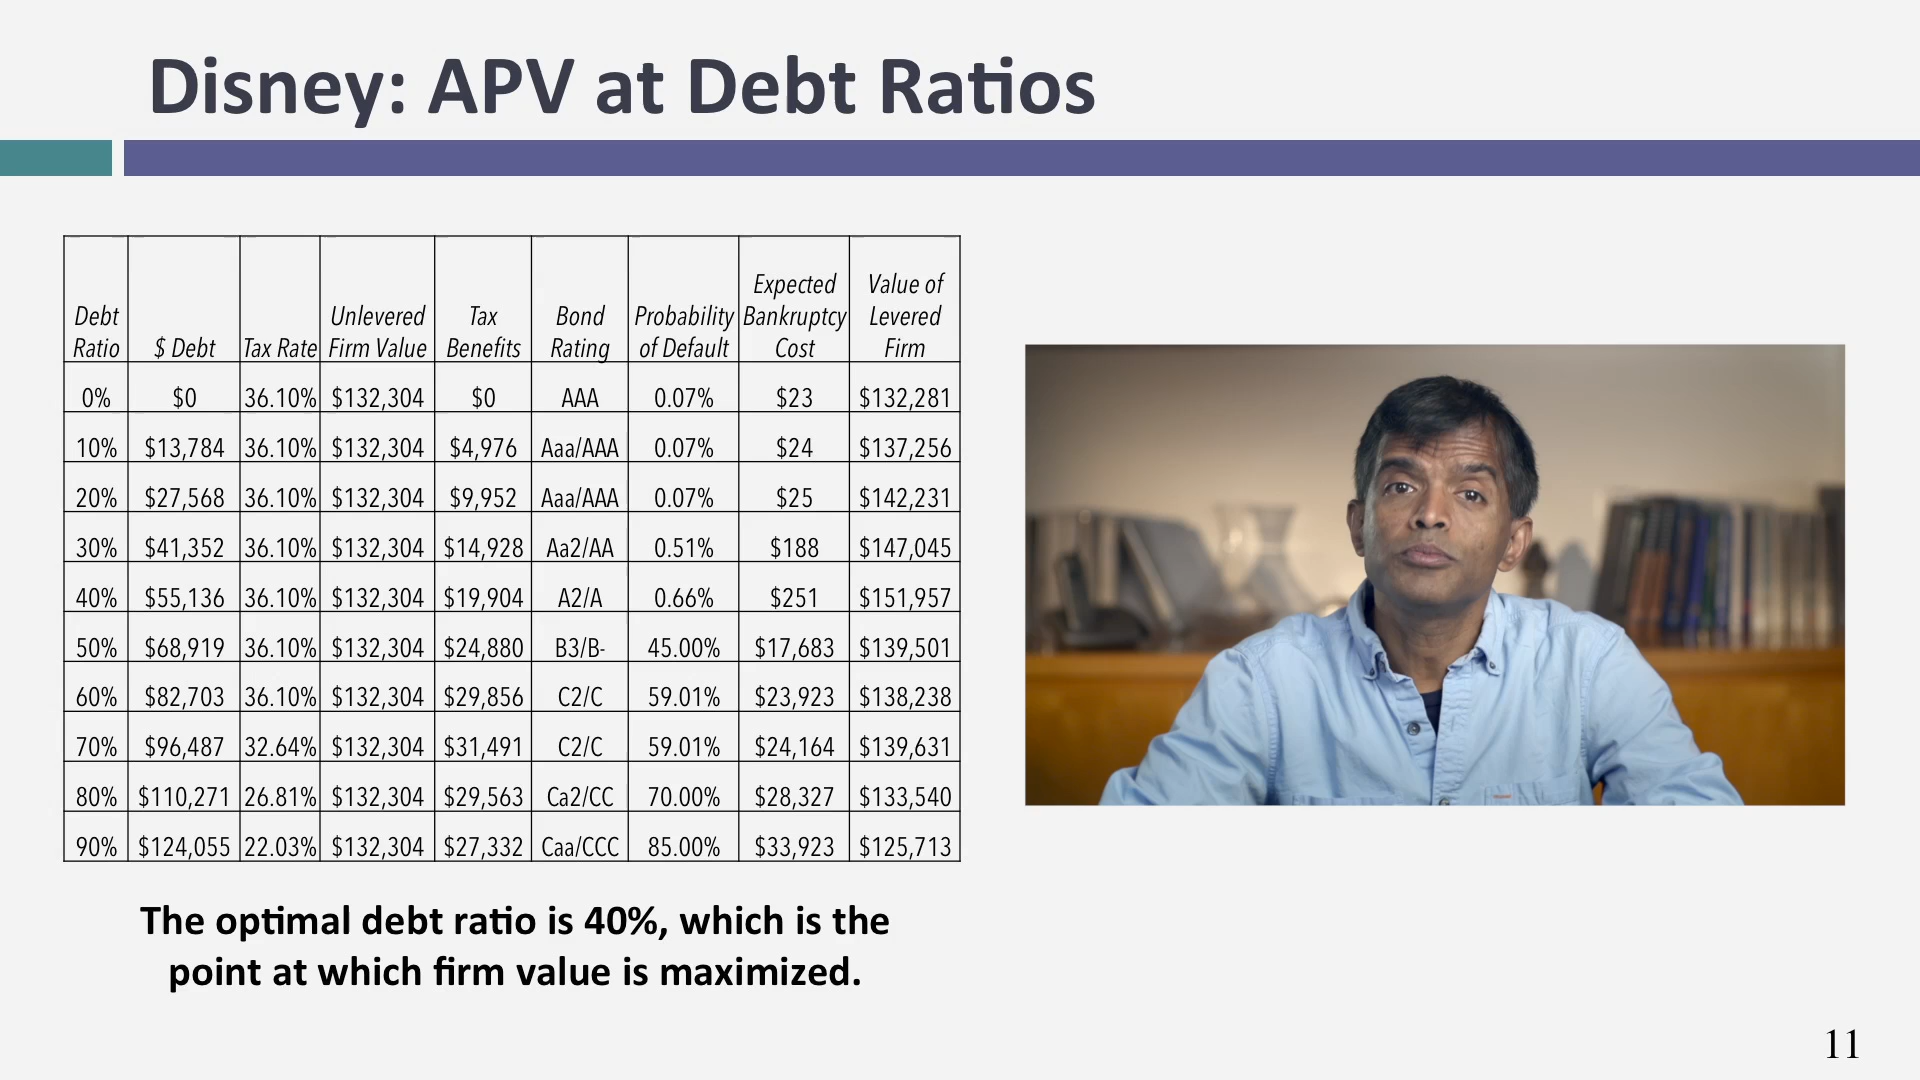 Disney: APV at Debt Ratios
Debt Ratio $ Debt Tax Rate Unlevered Firm Value Tax Benefits Bond Rating Probability of Default Expected Bankruptcy Cost Value of Levered Firm
0% $0 36.10% $132,304 $0 AAA 0.07% $23 $132,281
10% $13,784 36.10% $132,304 $4,976 Aaa/AAA 0.07% $24 $137,256
20% $27,568 36.10% $132,304 $9,952 Aaa/AAA 0.07% $25 $142,231
30% $41,352 36.10% $132,304 $14,928 Aa2/AA 0.51% $188 $147,045
40% $55,136 36.10% $132,304 $19,904 A2/A 0.66% $251 $151,957
50% $68,919 36.10% $132,304 $24,880 B3/B- 45.00% $17,683 $139,501
60% $82,703 36.10% $132,304 $29,856 C2/C 59.01% $23,923 $138,238
70% $96,487 32.64% $132,304 $31,491 C2/C 59.01% $24,164 $139,631
80% $110,271 26.81% $132,304 $29,563 Ca2/CC 70.00% $28,327 $133,540
90% $124,055 22.03% $132,304 $27,332 Caa/CCC 85.00% $33,923 $125,713
The optimal debt ratio is 40%, which is the
point at which firm value is maximized.
11